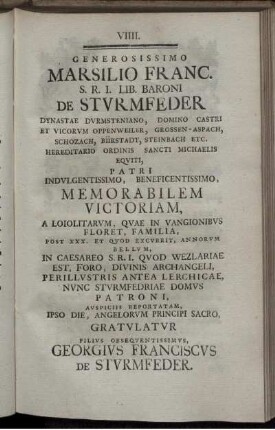 VIIII.
GENEROSISSIMO
MARSILIO FRANC.
S. R. I. LIB. BARONI
DE STVRMFEDER
DYNASTAE DVRMSTENIANO, DOMINO CASTRI
ET VICORVM OPPENWEILER, GROSSEN-ASPACH,
SCHOZACH, BÜRSTADT, STEINBACH ETC.
HEREDITARIO ORDINIS SANCTI MICHAELIS
EQVITI,
PATRI
INDVLGENTISSIMO, BENEFICENTISSIMO,
MEMORABILEM
VICTORIAM,
A LOIOLITARVM, QVAE IN VANGIONIBVS
FLORET, FAMILIA,
POST XXX. ET QVOD EXCVRRIT, ANNORVM
BELLVM,
IN CAESAREO S. R. I. QVOD WEZLARIAE
EST, FORO, DIVINIS ARCHANGELI,
PERILLVSTRIS ANTEA LERCHIGAE,
NVNC STVRMFEDRIAE DOMVS
PATRONI,
AVSPICIIS REPORTATAM,
IPSO DIE, ANGELORVM PRINCIPI SACRO,
GRATVLATVR
FILIVS OBSEQVENTISSIMVS,
GEORGIVS FRANCISCVS
DE STVRMFEDER.